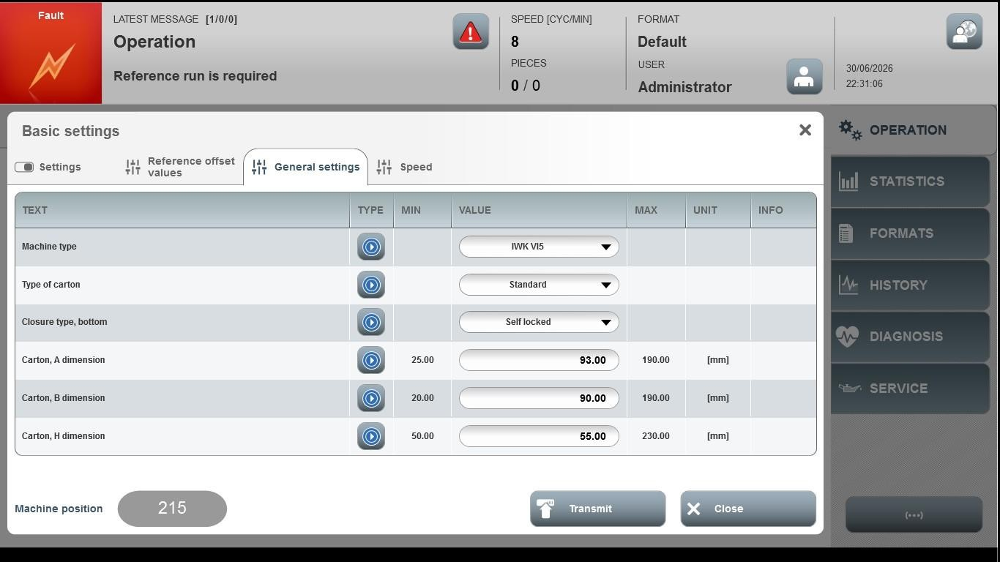 Fault
LATEST MESSAGE [1/0/0]
Operation
Reference run is required
SPEED [CYC/MIN]
8
PIECES
0 / 0
FORMAT
Default
USER
Administrator
30/06/2026
22:31:06
Basic settings
Settings
Reference offset
values
General settings
Speed
TEXT TYPE MIN VALUE MAX UNIT INFO
Machine type IWK VI5
Type of carton Standard
Closure type, bottom Self locked
Carton, A dimension 25.00 93.00 190.00 [mm]
Carton, B dimension 20.00 90.00 190.00 [mm]
Carton, H dimension 50.00 55.00 230.00 [mm]
Machine position 215
Transmit
Close
OPERATION
STATISTICS
FORMATS
HISTORY
DIAGNOSIS
SERVICE
(•••)